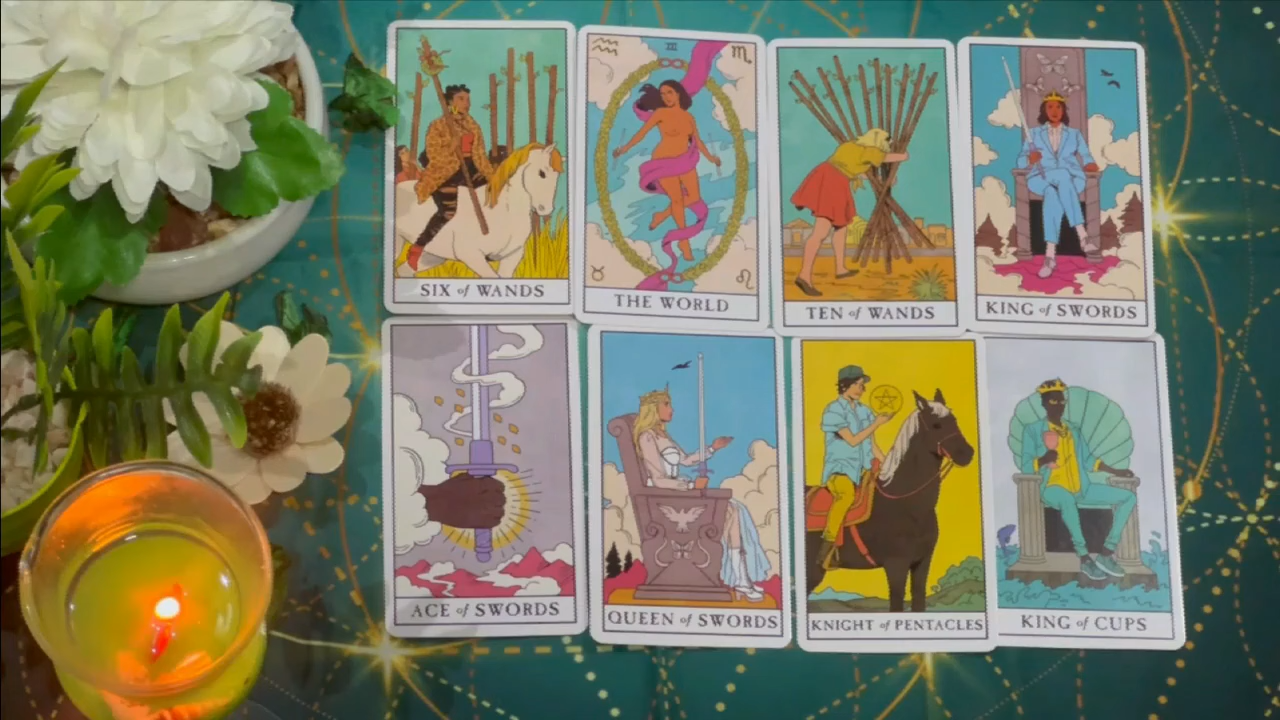 SIX of WANDS
XXI
THE WORLD
TEN of WANDS
KING of SWORDS
ACE of SWORDS
QUEEN of SWORDS
KNIGHT of PENTACLES
KING of CUPS